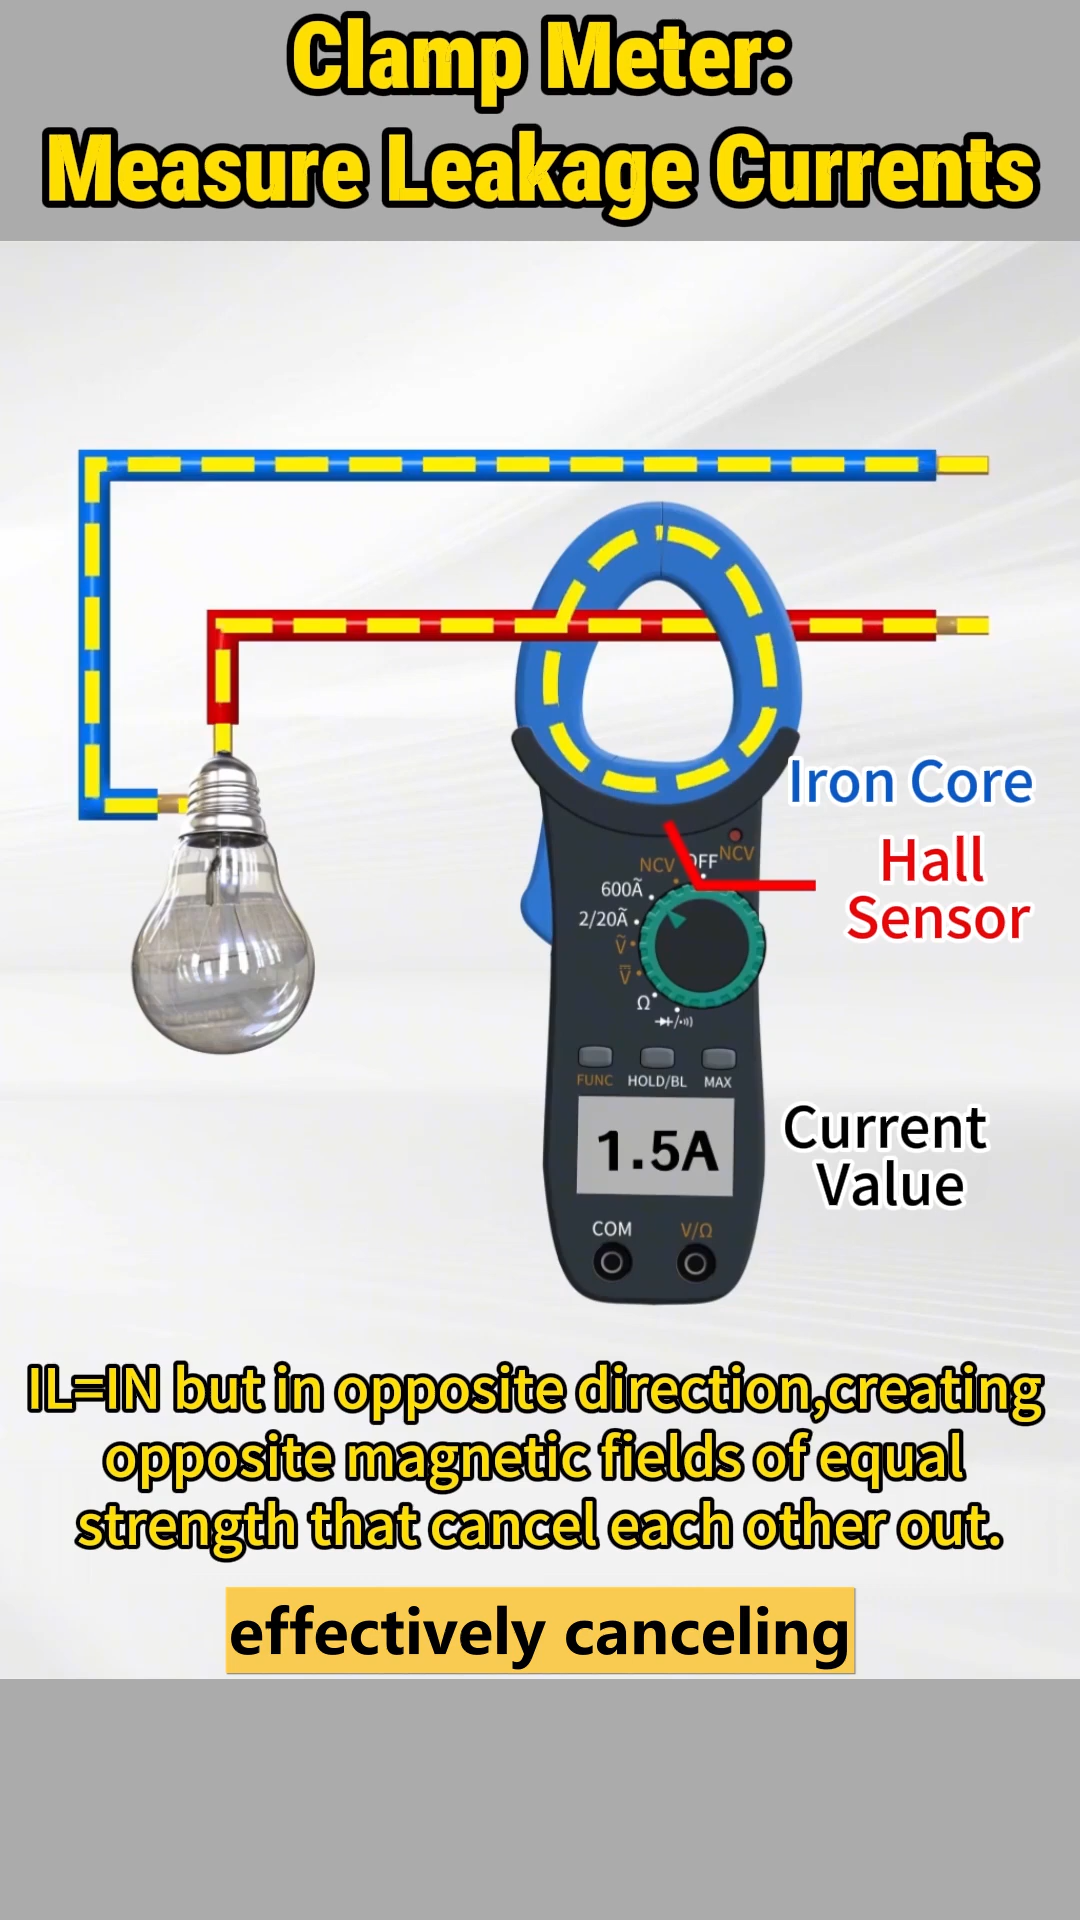 Clamp Meter:
Measure Leakage Currents
Iron Core
Hall
Sensor
NCV
OFF
NCV
600Ã
2/20Ã
Ṽ
V̅
Ω
FUNC
HOLD/BL
MAX
1.5A
Current
Value
COM
V/Ω
IL=IN but in opposite direction,creating
opposite magnetic fields of equal
strength that cancel each other out.
effectively canceling